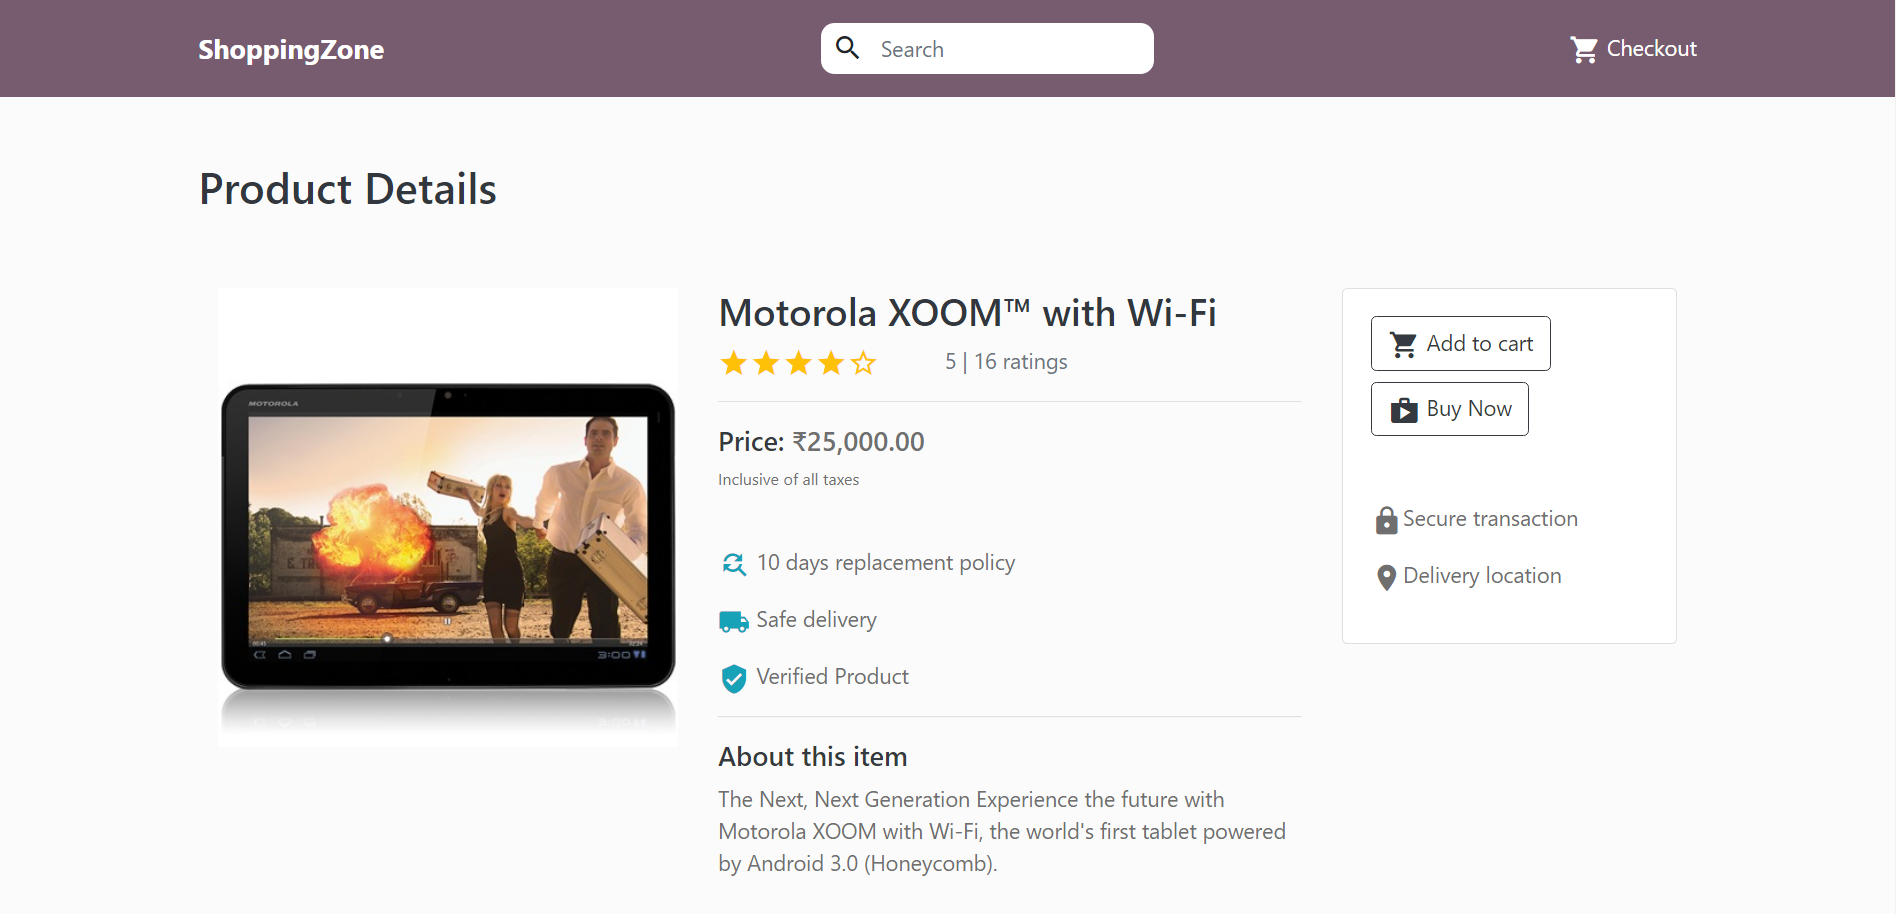 ShoppingZone
Search
Checkout
Product Details
Motorola XOOM™ with Wi-Fi
5 | 16 ratings
Price: ₹25,000.00
Inclusive of all taxes
10 days replacement policy
Safe delivery
Verified Product
About this item
The Next, Next Generation Experience the future with
Motorola XOOM with Wi-Fi, the world's first tablet powered
by Android 3.0 (Honeycomb).
Add to cart
Buy Now
Secure transaction
Delivery location
MOTOROLA
3:00